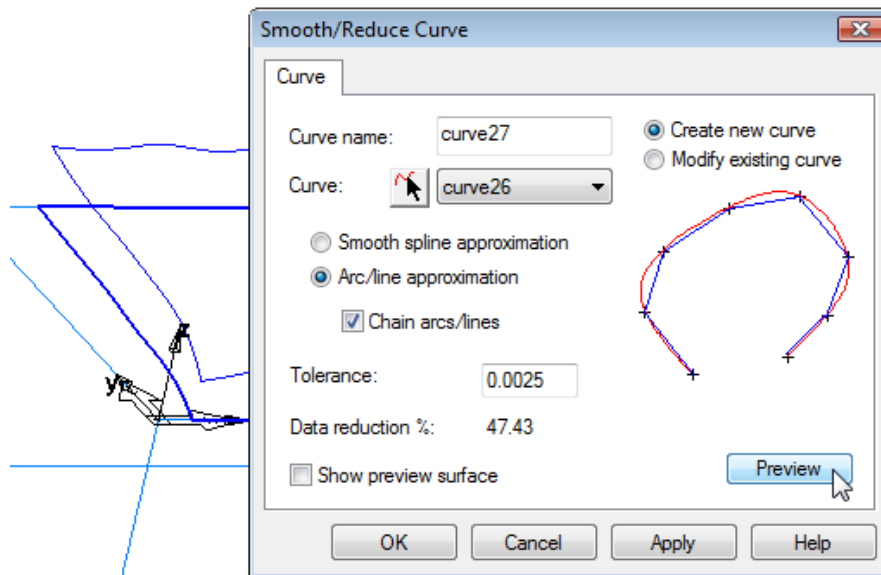 Smooth/Reduce Curve
Curve
Curve name: curve27
Create new curve
Modify existing curve
Curve: curve26
Smooth spline approximation
Arc/line approximation
Chain arcs/lines
Tolerance: 0.0025
Data reduction %: 47.43
Show preview surface
Preview
OK Cancel Apply Help
z
y